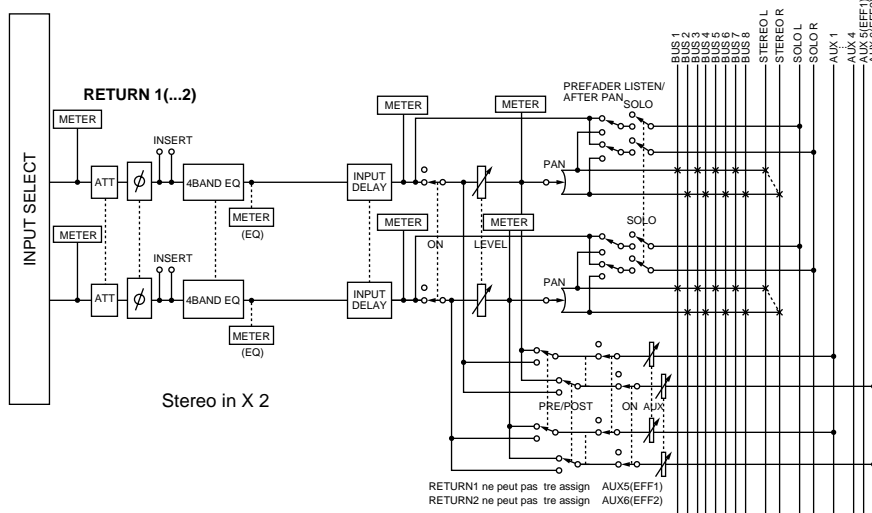 BUS 1
BUS 2
BUS 3
BUS 4
BUS 5
BUS 6
BUS 7
BUS 8
STEREO L
STEREO R
SOLO L
SOLO R
AUX 1
...
AUX 4
AUX 5(EFF1)
INPUT SELECT
RETURN 1(...2)
METER
INSERT
ATT
ϕ
4BAND EQ
METER
(EQ)
INPUT
DELAY
METER
METER
PREFADER LISTEN/
AFTER PAN
SOLO
PAN
METER
INSERT
ATT
ϕ
4BAND EQ
METER
(EQ)
INPUT
DELAY
METER
METER
ON
LEVEL
SOLO
PAN
Stereo in X 2
PRE/POST
ON
AUX
RETURN1 ne peut pas tre assign AUX5(EFF1)
RETURN2 ne peut pas tre assign AUX6(EFF2)